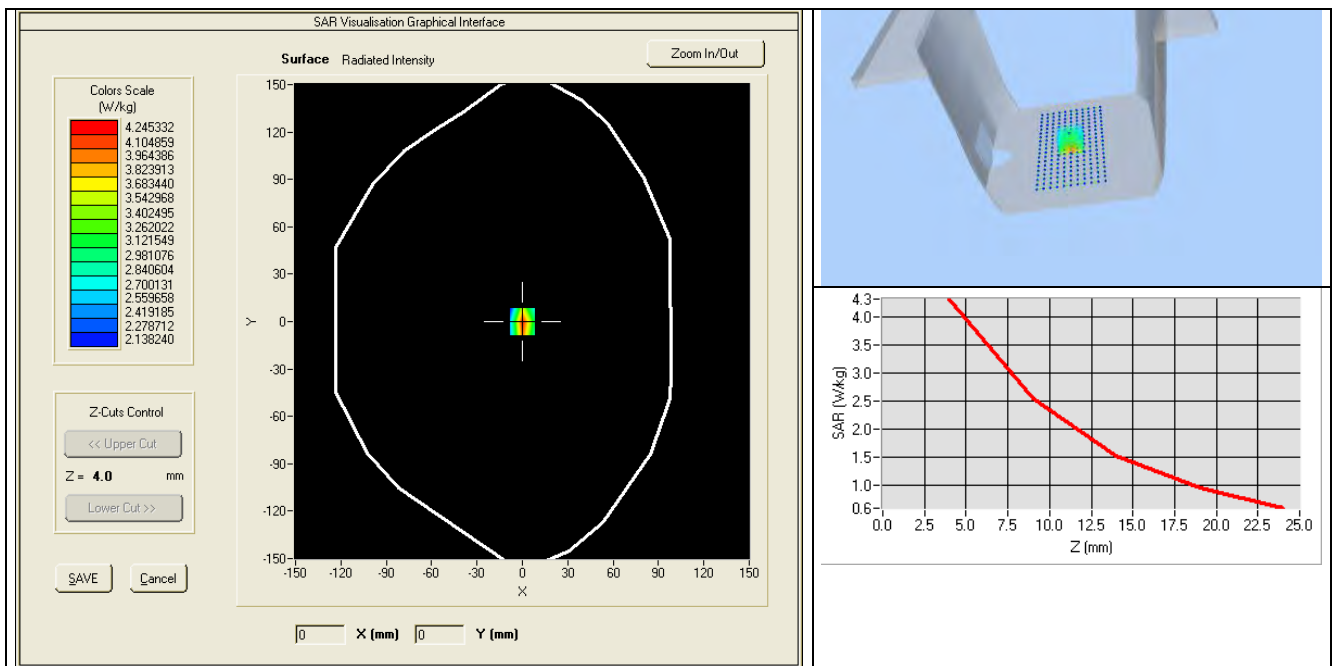 SAR Visualisation Graphical Interface
Surface Radiated Intensity
Zoom In/Out
Colors Scale
(W/kg)
4.245332
4.104859
3.964386
3.823913
3.683440
3.542968
3.402495
3.262022
3.121549
2.981076
2.840604
2.700131
2.559658
2.419185
2.278712
2.138240
Z-Cuts Control
<< Upper Cut
Z = 4.0 mm
Lower Cut >>
SAVE Cancel
150
120
90
60
30
Y 0
-30
-60
-90
-120
-150
-150 -120 -90 -60 -30 0 30 60 90 120 150
X
0 X (mm) 0 Y (mm)
4.3
4.0
3.5
3.0
2.5
2.0
1.5
1.0
0.6
SAR (W/kg)
0.0 2.5 5.0 7.5 10.0 12.5 15.0 17.5 20.0 22.5 25.0
Z (mm)